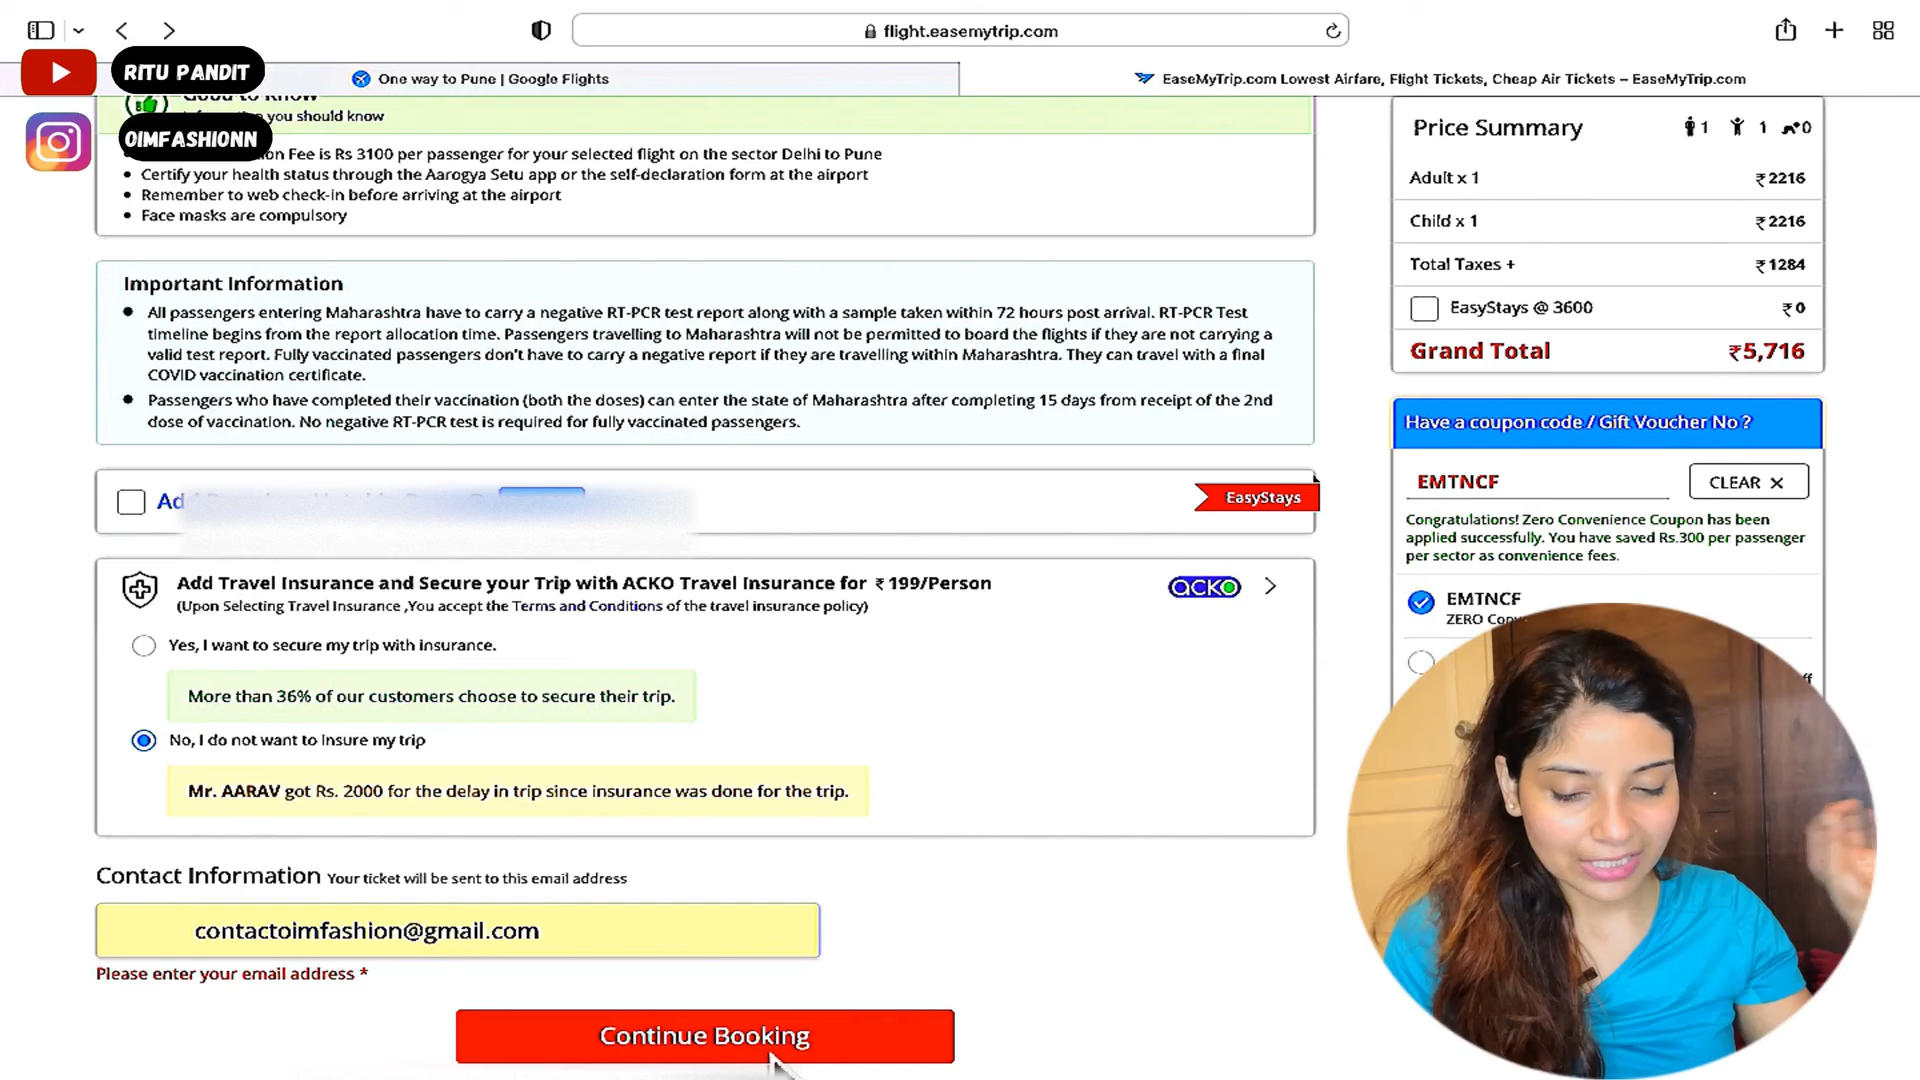 flight.easemytrip.com
RITU PANDIT
One way to Pune | Google Flights
EaseMyTrip.com Lowest Airfare, Flight Tickets, Cheap Air Tickets – EaseMyTrip.com
Good to Know
you should know
OIMFASHIONN
on Fee is Rs 3100 per passenger for your selected flight on the sector Delhi to Pune
Certify your health status through the Aarogya Setu app or the self-declaration form at the airport
Remember to web check-in before arriving at the airport
Face masks are compulsory
Important Information
All passengers entering Maharashtra have to carry a negative RT-PCR test report along with a sample taken within 72 hours post arrival. RT-PCR Test
timeline begins from the report allocation time. Passengers travelling to Maharashtra will not be permitted to board the flights if they are not carrying a
valid test report. Fully vaccinated passengers don't have to carry a negative report if they are travelling within Maharashtra. They can travel with a final
COVID vaccination certificate.
Passengers who have completed their vaccination (both the doses) can enter the state of Maharashtra after completing 15 days from receipt of the 2nd
dose of vaccination. No negative RT-PCR test is required for fully vaccinated passengers.
EasyStays
Add Travel Insurance and Secure your Trip with ACKO Travel Insurance for ₹199/Person
(Upon Selecting Travel Insurance ,You accept the Terms and Conditions of the travel insurance policy)
acko
Yes, I want to secure my trip with insurance.
More than 36% of our customers choose to secure their trip.
No, I do not want to insure my trip
Mr. AARAV got Rs. 2000 for the delay in trip since insurance was done for the trip.
Contact Information Your ticket will be sent to this email address
contactoimfashion@gmail.com
Please enter your email address *
Continue Booking
Price Summary 1 1 0
Adult x 1 ₹2216
Child x 1 ₹2216
Total Taxes + ₹1284
EasyStays @ 3600 ₹0
Grand Total ₹5,716
Have a coupon code / Gift Voucher No ?
EMTNCF CLEAR ×
Congratulations! Zero Convenience Coupon has been
applied successfully. You have saved Rs.300 per passenger
per sector as convenience fees.
EMTNCF
ZERO